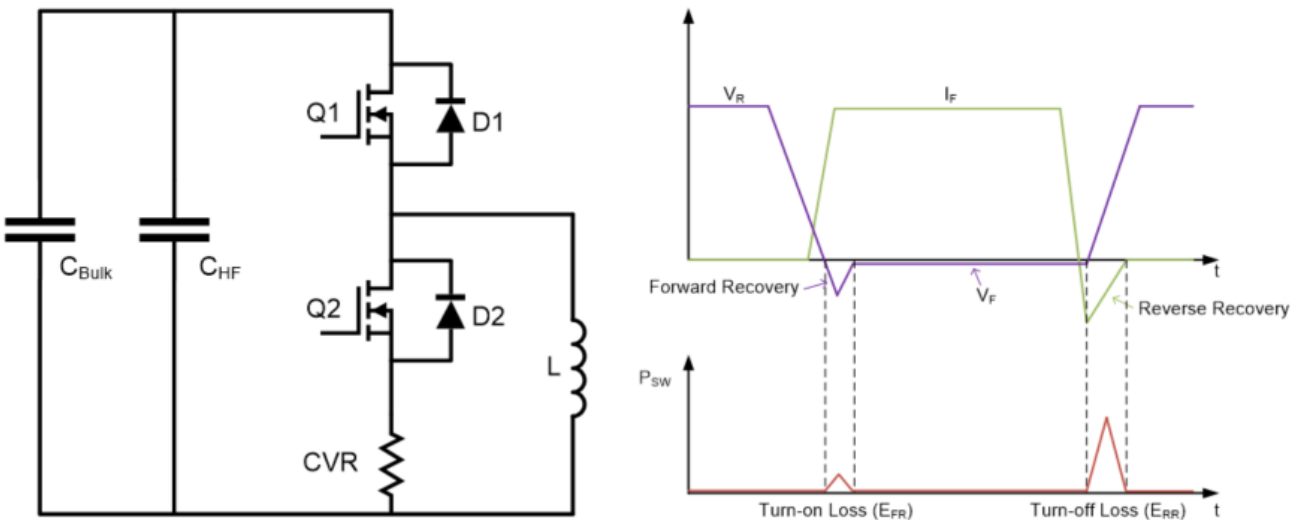 Q1
D1
C_Bulk
C_HF
Q2
D2
L
CVR
V_R
I_F
t
Forward Recovery
V_F
Reverse Recovery
P_SW
Turn-on Loss (E_FR)
Turn-off Loss (E_RR)
t